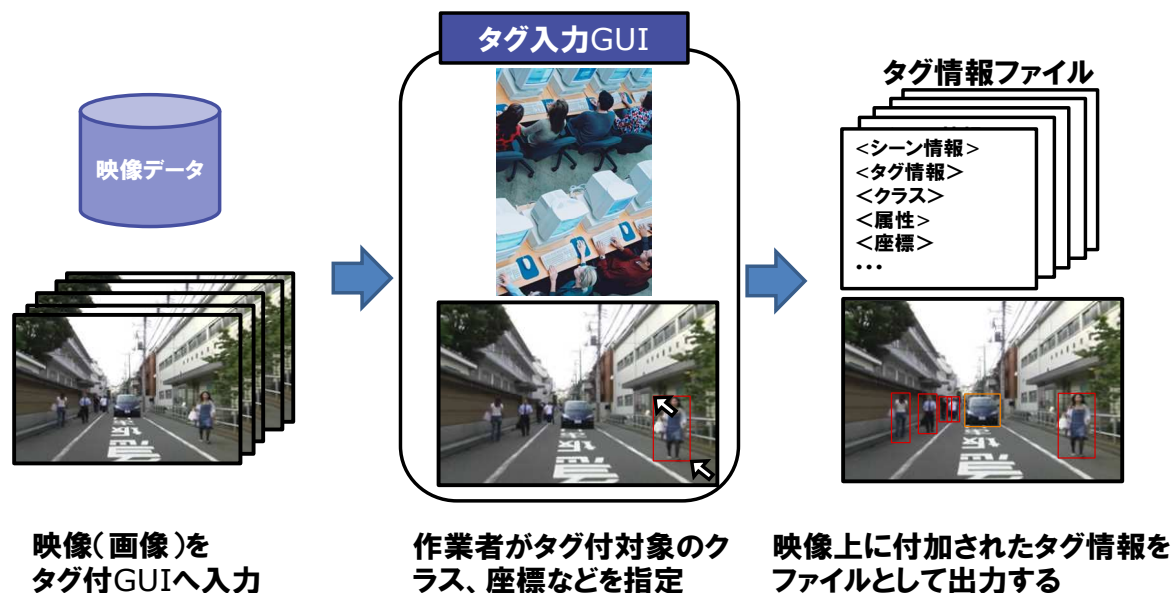 タグ入力GUI
映像データ
タグ情報ファイル
<シーン情報>
<タグ情報>
<クラス>
<属性>
<座標>
・・・
映像(画像)を
タグ付GUIへ入力
作業者がタグ付対象のク
ラス、座標などを指定
映像上に付加されたタグ情報を
ファイルとして出力する